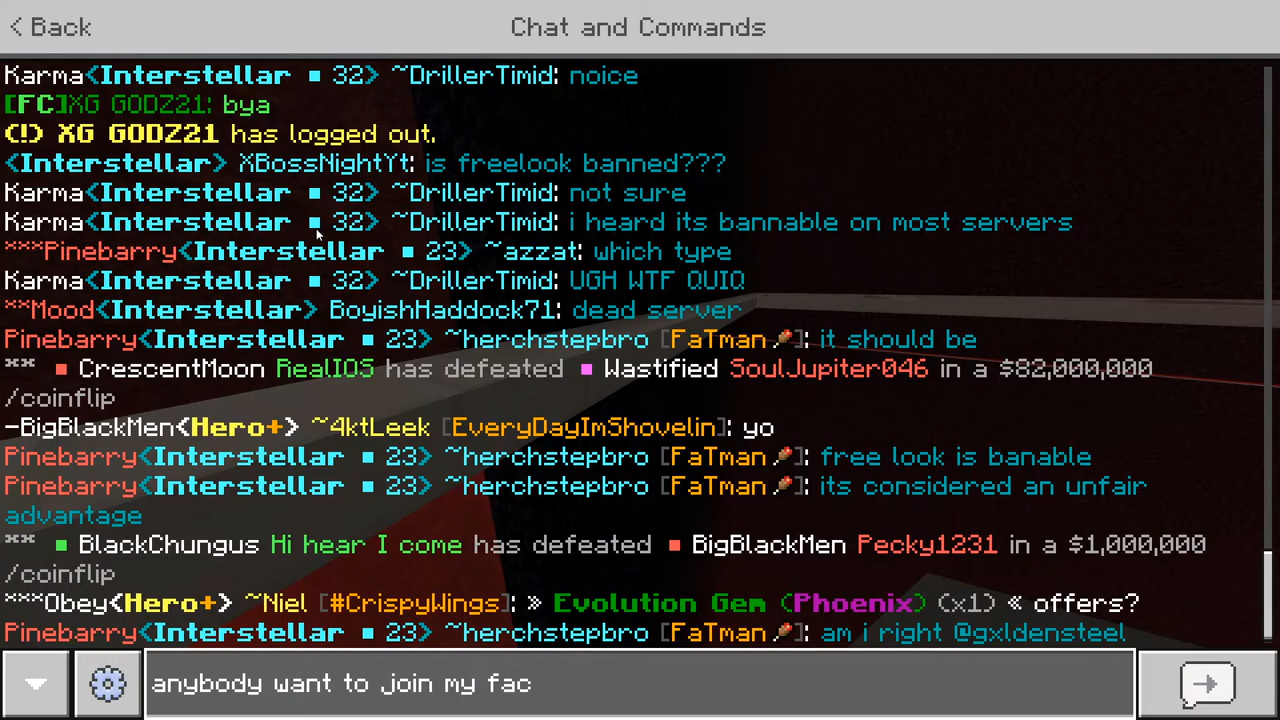 Back
Chat and Commands
Karma<Interstellar ▪ 32> ~DrillerTimid: noice
[FC]XG GODZ21: bya
(!) XG GODZ21 has logged out.
<Interstellar> XBossNightYt: is freelook banned???
Karma<Interstellar ▪ 32> ~DrillerTimid: not sure
Karma<Interstellar ▪ 32> ~DrillerTimid: i heard its bannable on most servers
***Pinebarry<Interstellar ▪ 23> ~azzat: which type
Karma<Interstellar ▪ 32> ~DrillerTimid: UGH WTF QUIQ
**Mood<Interstellar> BoyishHaddock71: dead server
Pinebarry<Interstellar ▪ 23> ~herchstepbro [FaTman]: it should be
** ▪ CrescentMoon RealIOS has defeated ▪ Wastified SoulJupiter046 in a $82,000,000
/coinflip
-BigBlackMen<Hero+> ~4ktLeek [EveryDayImShovelin]: yo
Pinebarry<Interstellar ▪ 23> ~herchstepbro [FaTman]: free look is banable
Pinebarry<Interstellar ▪ 23> ~herchstepbro [FaTman]: its considered an unfair
advantage
** ▪ BlackChungus Hi hear I come has defeated ▪ BigBlackMen Pecky1231 in a $1,000,000
/coinflip
***Obey<Hero+> ~Niel [#CrispyWings]: » Evolution Gem (Phoenix) (x1) « offers?
Pinebarry<Interstellar ▪ 23> ~herchstepbro [FaTman]: am i right @gxldensteel
anybody want to join my fac